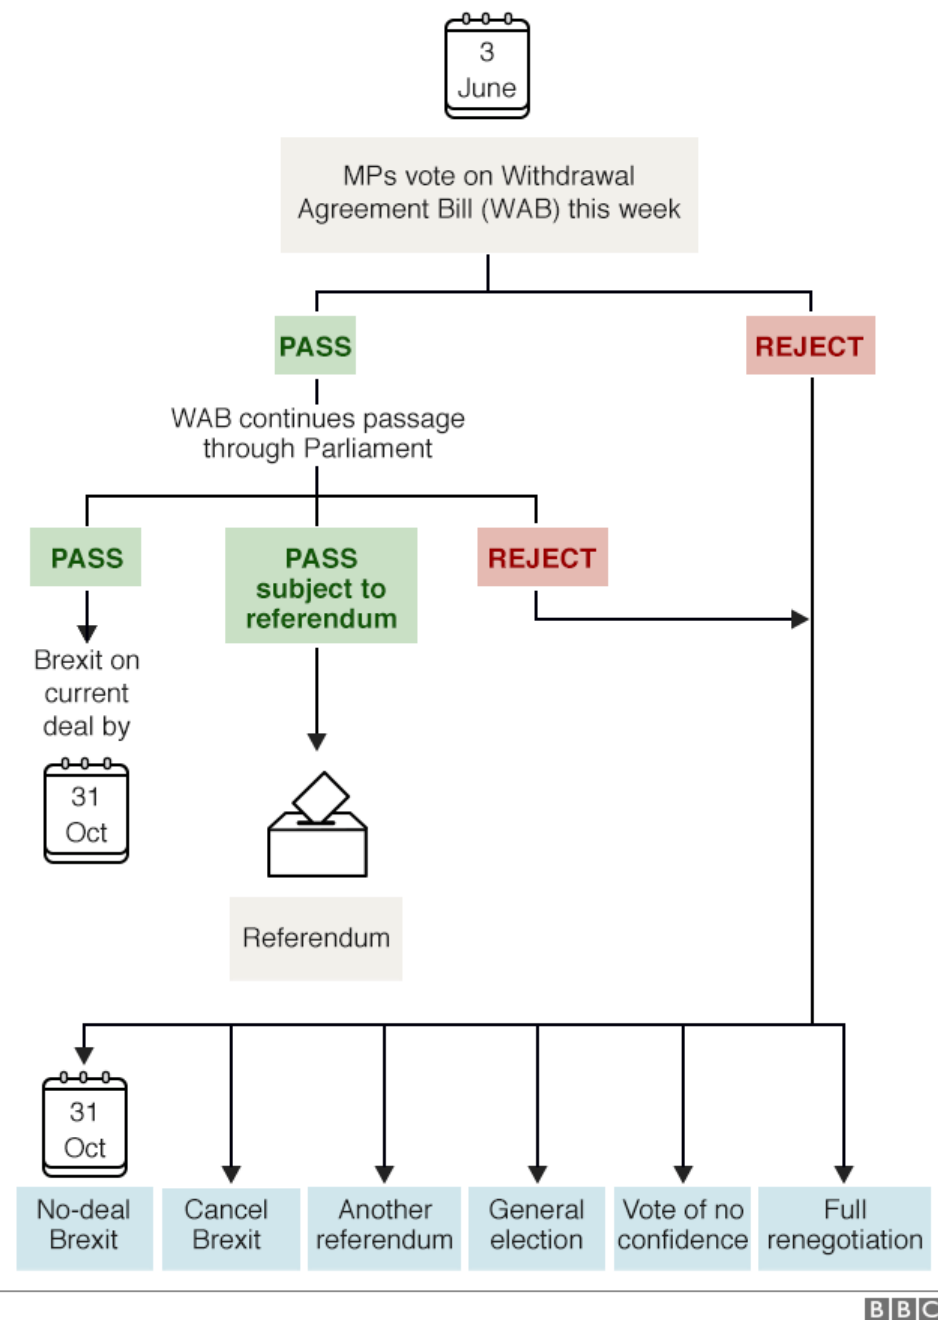 3
June
MPs vote on Withdrawal
Agreement Bill (WAB) this week
PASS
REJECT
WAB continues passage
through Parliament
PASS
PASS
subject to
referendum
REJECT
Brexit on
current
deal by
31
Oct
Referendum
31
Oct
No-deal
Brexit
Cancel
Brexit
Another
referendum
General
election
Vote of no
confidence
Full
renegotiation
BBC